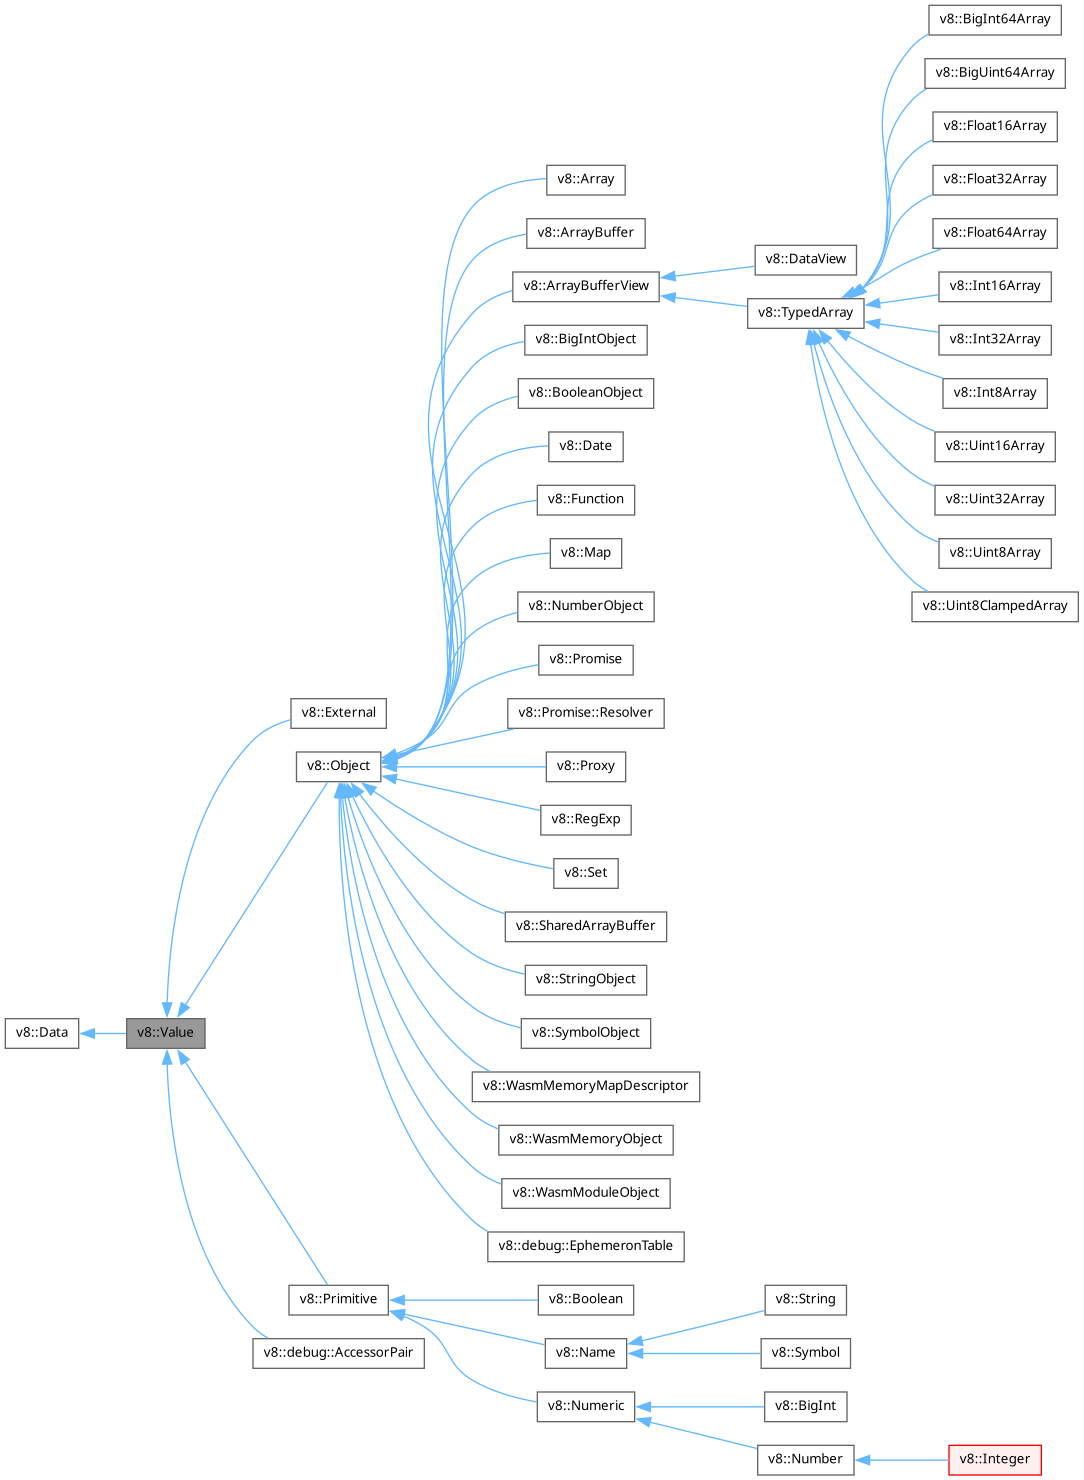 v8::BigInt64Array
v8::BigUint64Array
v8::Float16Array
v8::Array
v8::Float32Array
v8::ArrayBuffer
v8::Float64Array
v8::DataView
v8::ArrayBufferView
v8::Int16Array
v8::TypedArray
v8::BigIntObject
v8::Int32Array
v8::BooleanObject
v8::Int8Array
v8::Date
v8::Uint16Array
v8::Function
v8::Uint32Array
v8::Map
v8::Uint8Array
v8::NumberObject
v8::Uint8ClampedArray
v8::Promise
v8::External
v8::Promise::Resolver
v8::Object
v8::Proxy
v8::RegExp
v8::Set
v8::SharedArrayBuffer
v8::StringObject
v8::Data
v8::Value
v8::SymbolObject
v8::WasmMemoryMapDescriptor
v8::WasmMemoryObject
v8::WasmModuleObject
v8::debug::EphemeronTable
v8::Primitive
v8::Boolean
v8::String
v8::debug::AccessorPair
v8::Name
v8::Symbol
v8::Numeric
v8::BigInt
v8::Number
v8::Integer